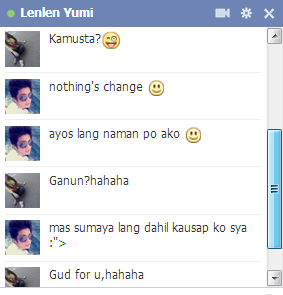 Lenlen Yumi
Kamusta?
nothing's change
ayos lang naman po ako
Ganun?hahaha
mas sumaya lang dahil kausap ko sya
:">
Gud for u,hahaha